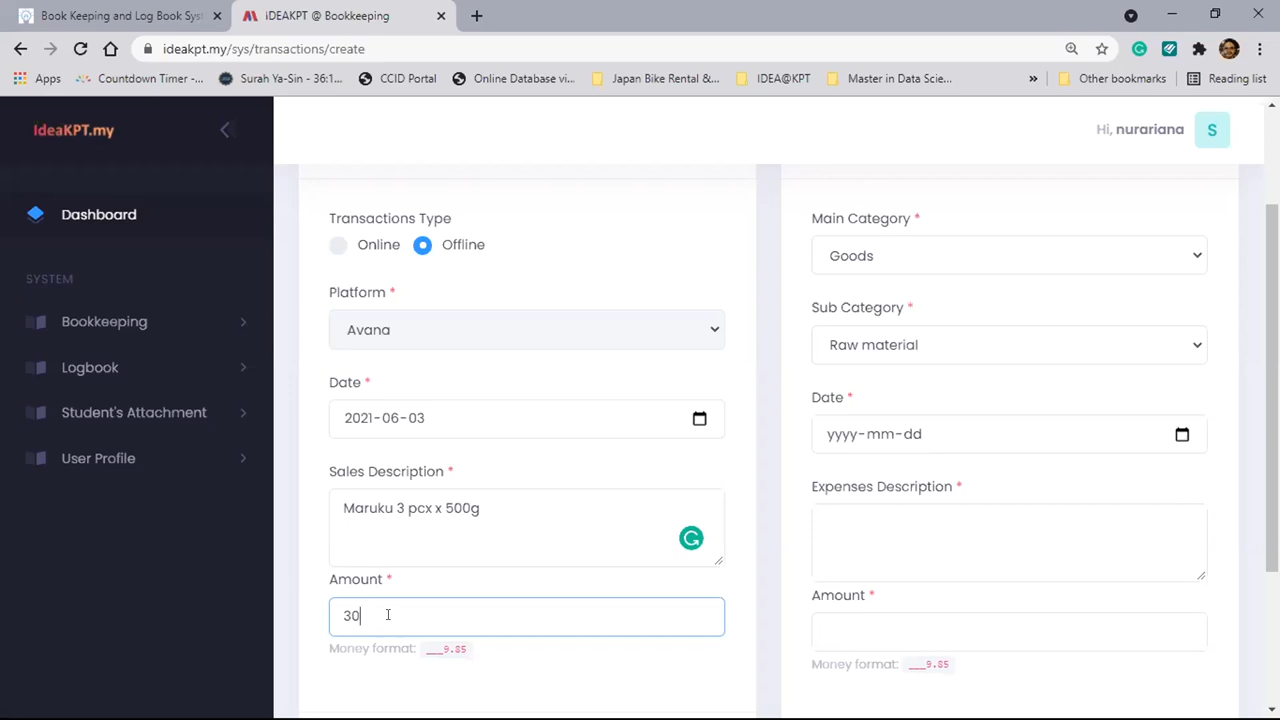 Book Keeping and Log Book Sys
iDEAKPT @ Bookkeeping
ideakpt.my/sys/transactions/create
Apps
Countdown Timer -...
Surah Ya-Sin - 36:1...
CCID Portal
Online Database vi...
Japan Bike Rental &...
IDEA@KPT
Master in Data Scie...
»
Other bookmarks
Reading list
IdeaKPT.my
Hi, nurariana
S
Dashboard
SYSTEM
Bookkeeping
Logbook
Student's Attachment
User Profile
Transactions Type
Online
Offline
Platform *
Avana
Date *
2021-06-03
Sales Description *
Maruku 3 pcx x 500g
Amount *
30
Money format: ___9.85
Main Category *
Goods
Sub Category *
Raw material
Date *
yyyy-mm-dd
Expenses Description *
Amount *
Money format: ___9.85